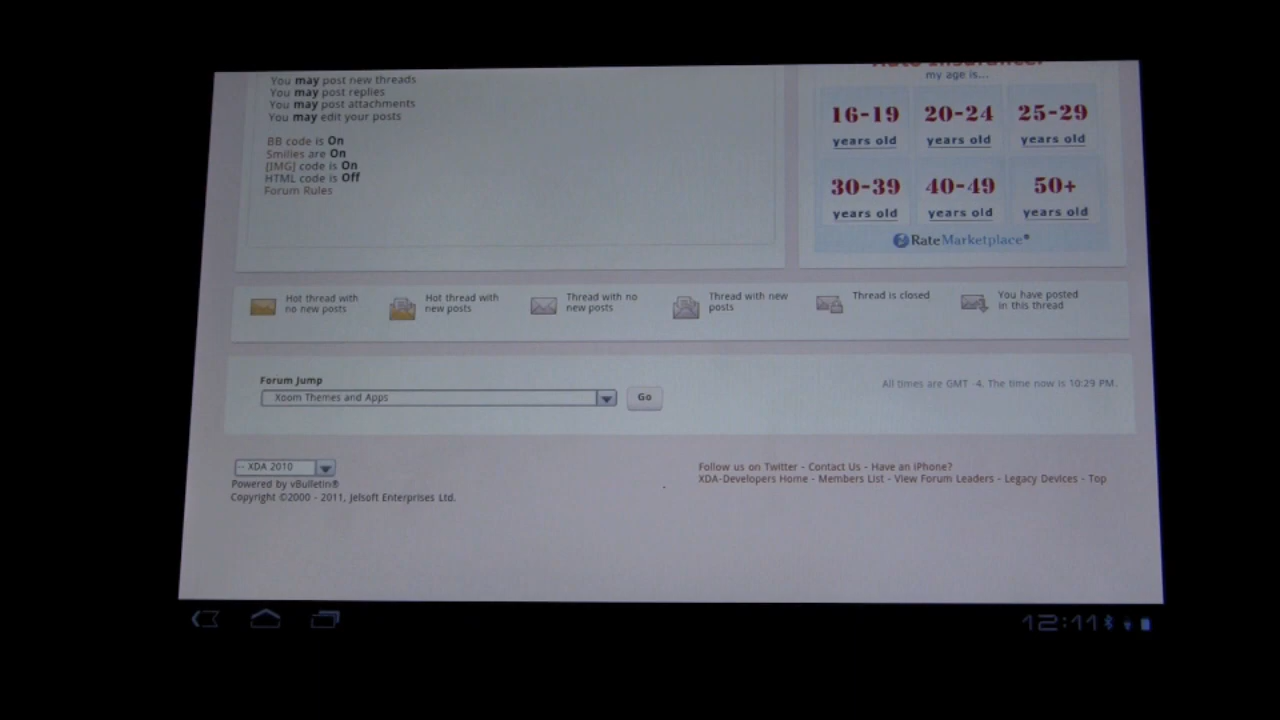 You may post new threads
You may post replies
You may post attachments
You may edit your posts
BB code is On
Smilies are On
[IMG] code is On
HTML code is Off
Forum Rules
Auto Insurance.
my age is...
16-19
years old
20-24
years old
25-29
years old
30-39
years old
40-49
years old
50+
years old
RateMarketplace®
Hot thread with
no new posts
Hot thread with
new posts
Thread with no
new posts
Thread with new
posts
Thread is closed
You have posted
in this thread
Forum Jump
Xoom Themes and Apps
Go
All times are GMT -4. The time now is 10:29 PM.
-- XDA 2010
Powered by vBulletin®
Copyright ©2000 - 2011, Jelsoft Enterprises Ltd.
Follow us on Twitter - Contact Us - Have an iPhone?
XDA-Developers Home - Members List - View Forum Leaders - Legacy Devices - Top
12:11